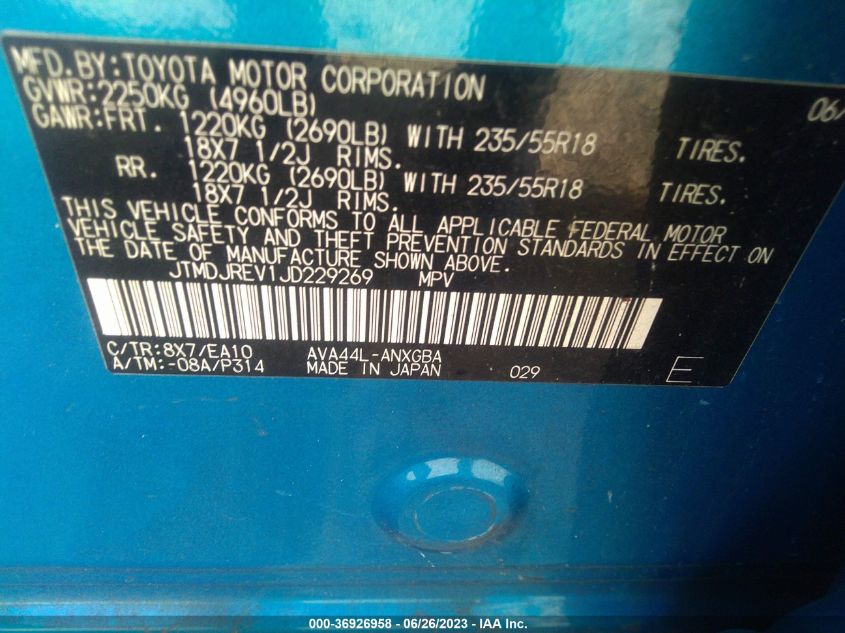 MFD.BY:TOYOTA MOTOR CORPORATION 06/
GVWR:2250KG (4960LB)
GAWR:FRT. 1220KG (2690LB) WITH 235/55R18 TIRES.
18X7 1/2J RIMS.
RR. 1220KG (2690LB) WITH 235/55R18 TIRES.
18X7 1/2J RIMS.
THIS VEHICLE CONFORMS TO ALL APPLICABLE FEDERAL MOTOR
VEHICLE SAFETY AND THEFT PREVENTION STANDARDS IN EFFECT ON
THE DATE OF MANUFACTURE SHOWN ABOVE.
JTMDJREV1JD229269 MPV
C/TR:8X7/EA10 AVA44L-ANXGBA
A/TM:-08A/P314 MADE IN JAPAN 029 E
000-36926958 - 06/26/2023 - IAA Inc.